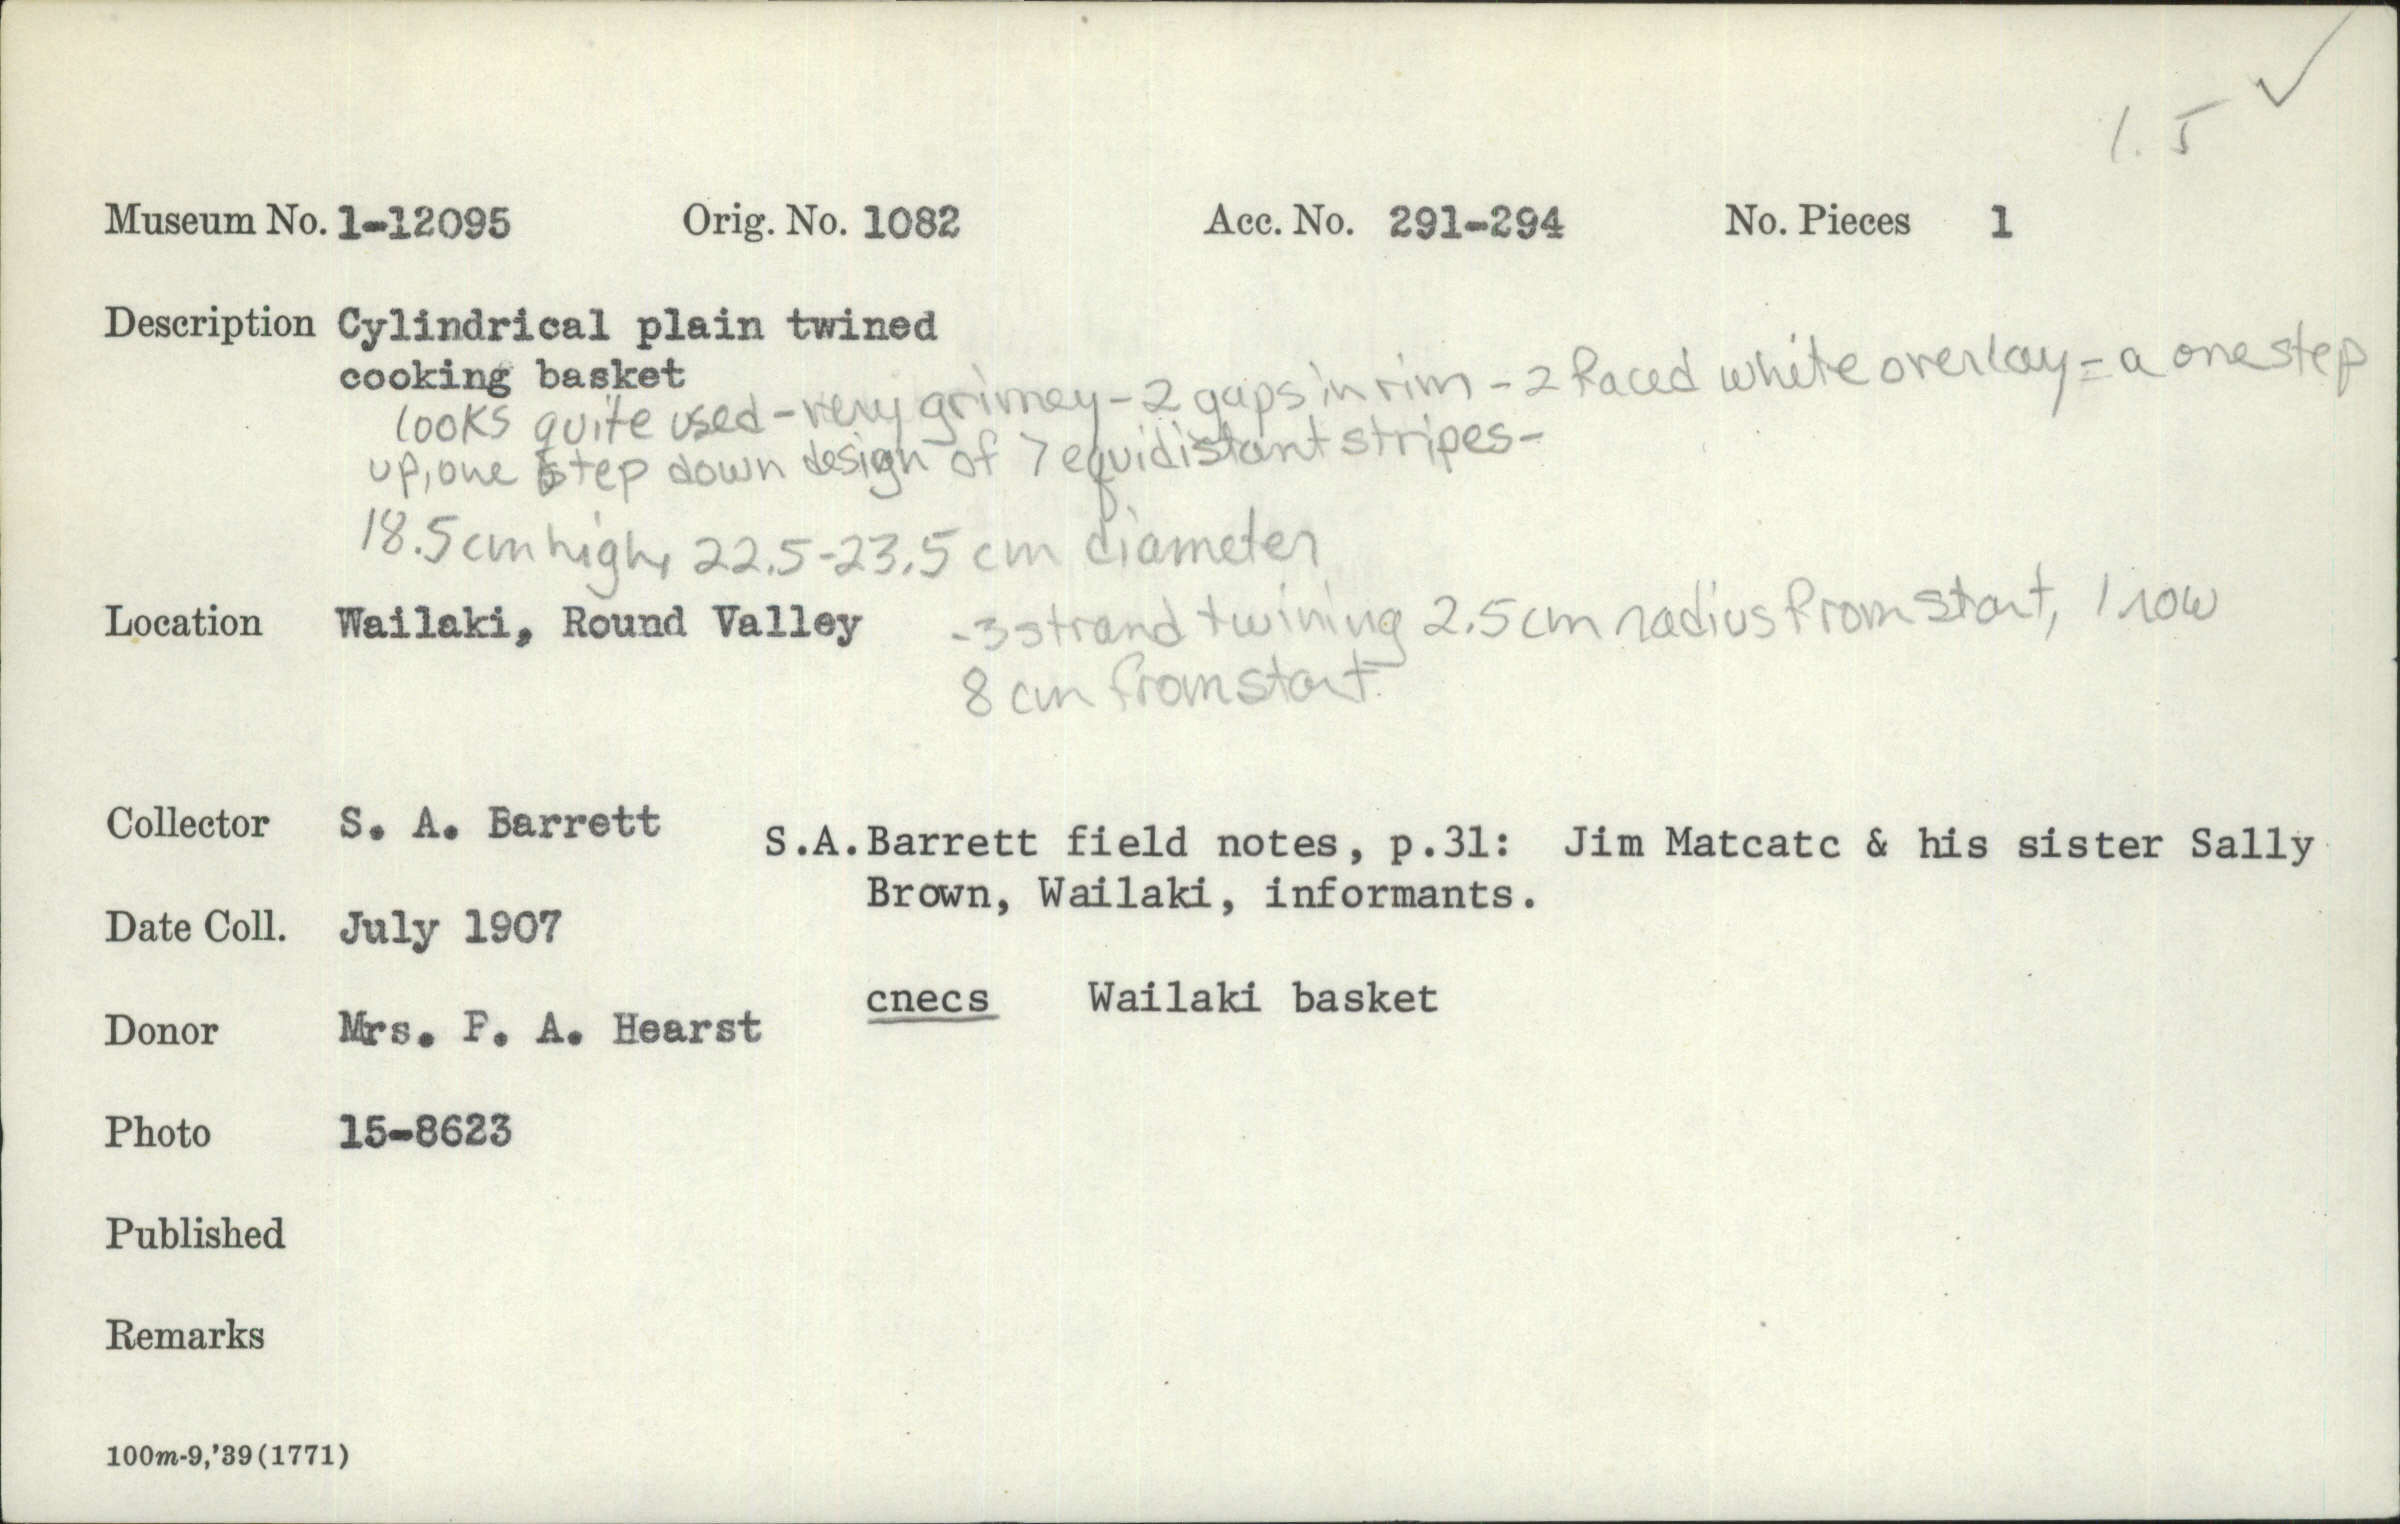 ✓
1.5
Museum No. 1-12095 Orig. No. 1082 Acc. No. 291-294 No. Pieces 1
Description Cylindrical plain twined
cooking basket
looks quite used - very grimey - 2 gaps in rim - 2 faced white overlay = a one step
up, one step down design of 7 equidistant stripes -
18.5 cm high, 22.5-23.5 cm diameter
Location Wailaki, Round Valley - 3 strand twining 2.5 cm radius from start, 1 row
8 cm from start
Collector S. A. Barrett
S.A.Barrett field notes, p.31: Jim Matcatc & his sister Sally
Brown, Wailaki, informants.
Date Coll. July 1907
cnecs Wailaki basket
Donor Mrs. P. A. Hearst
Photo 15-8623
Published
Remarks
100m-9,'39(1771)